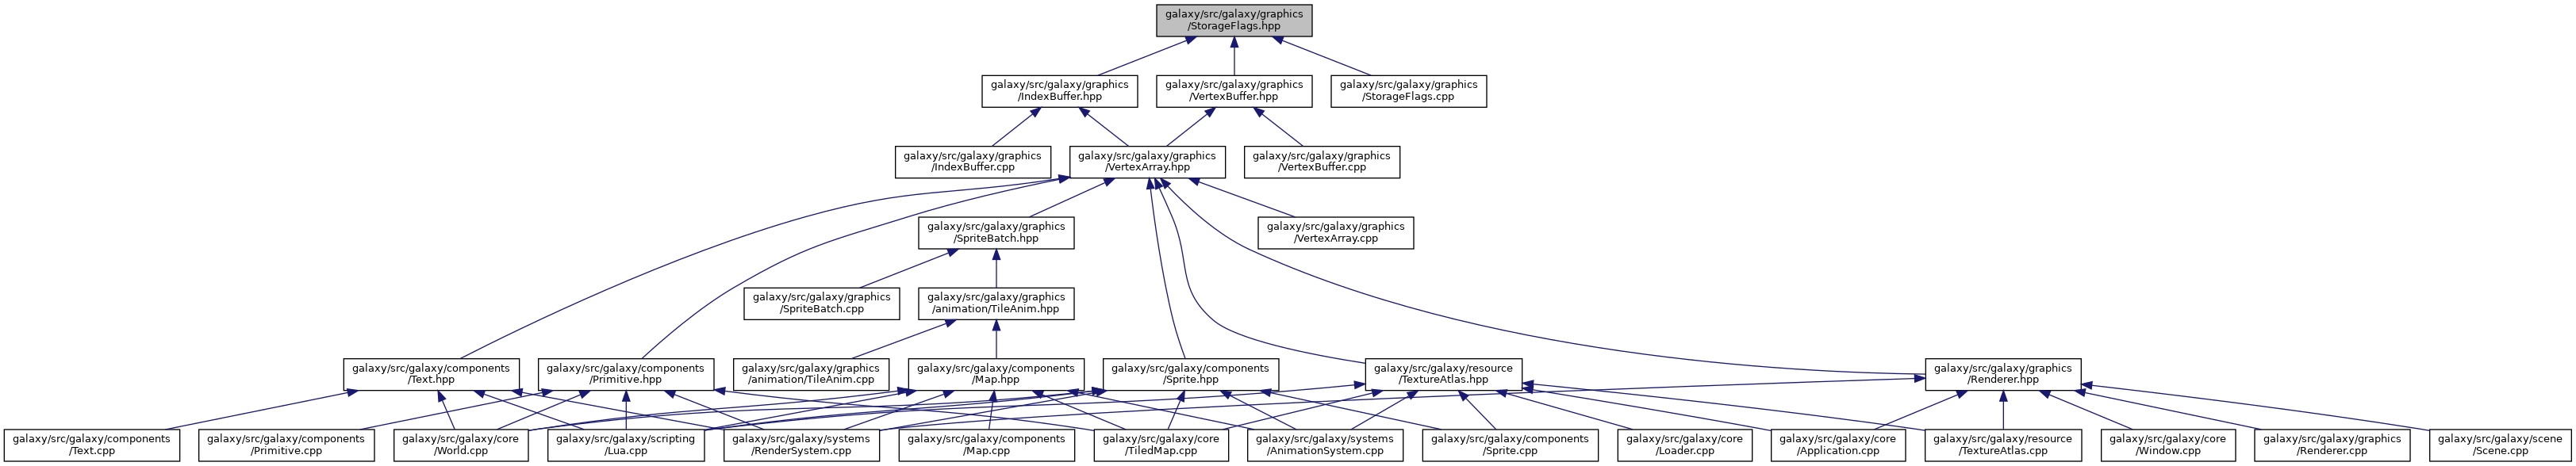 galaxy/src/galaxy/graphics
/StorageFlags.hpp
galaxy/src/galaxy/graphics
/IndexBuffer.hpp
galaxy/src/galaxy/graphics
/VertexBuffer.hpp
galaxy/src/galaxy/graphics
/StorageFlags.cpp
galaxy/src/galaxy/graphics
/IndexBuffer.cpp
galaxy/src/galaxy/graphics
/VertexArray.hpp
galaxy/src/galaxy/graphics
/VertexBuffer.cpp
galaxy/src/galaxy/graphics
/SpriteBatch.hpp
galaxy/src/galaxy/graphics
/VertexArray.cpp
galaxy/src/galaxy/graphics
/SpriteBatch.cpp
galaxy/src/galaxy/graphics
/animation/TileAnim.hpp
galaxy/src/galaxy/components
/Text.hpp
galaxy/src/galaxy/components
/Primitive.hpp
galaxy/src/galaxy/graphics
/animation/TileAnim.cpp
galaxy/src/galaxy/components
/Map.hpp
galaxy/src/galaxy/components
/Sprite.hpp
galaxy/src/galaxy/resource
/TextureAtlas.hpp
galaxy/src/galaxy/graphics
/Renderer.hpp
galaxy/src/galaxy/components
/Text.cpp
galaxy/src/galaxy/components
/Primitive.cpp
galaxy/src/galaxy/core
/World.cpp
galaxy/src/galaxy/scripting
/Lua.cpp
galaxy/src/galaxy/systems
/RenderSystem.cpp
galaxy/src/galaxy/components
/Map.cpp
galaxy/src/galaxy/core
/TiledMap.cpp
galaxy/src/galaxy/systems
/AnimationSystem.cpp
galaxy/src/galaxy/components
/Sprite.cpp
galaxy/src/galaxy/core
/Loader.cpp
galaxy/src/galaxy/core
/Application.cpp
galaxy/src/galaxy/resource
/TextureAtlas.cpp
galaxy/src/galaxy/core
/Window.cpp
galaxy/src/galaxy/graphics
/Renderer.cpp
galaxy/src/galaxy/scene
/Scene.cpp